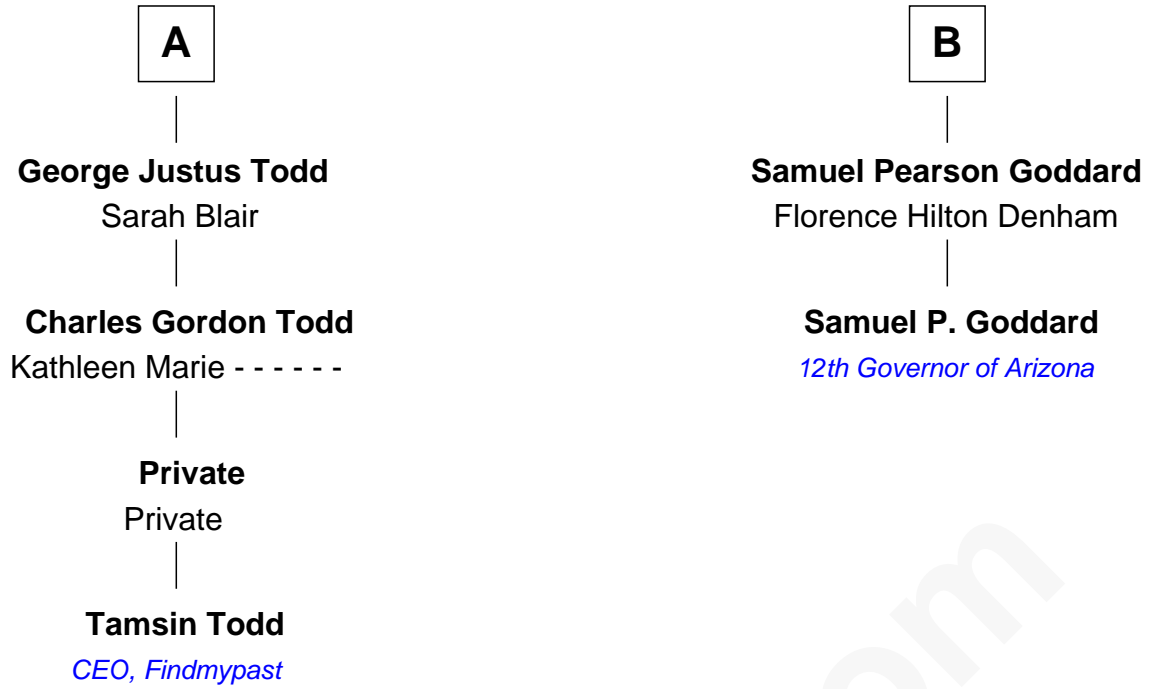 A
George Justus Todd
Sarah Blair
Charles Gordon Todd
Kathleen Marie - - - - - -
Private
Private
Tamsin Todd
CEO, Findmypast
B
Samuel Pearson Goddard
Florence Hilton Denham
Samuel P. Goddard
12th Governor of Arizona
om